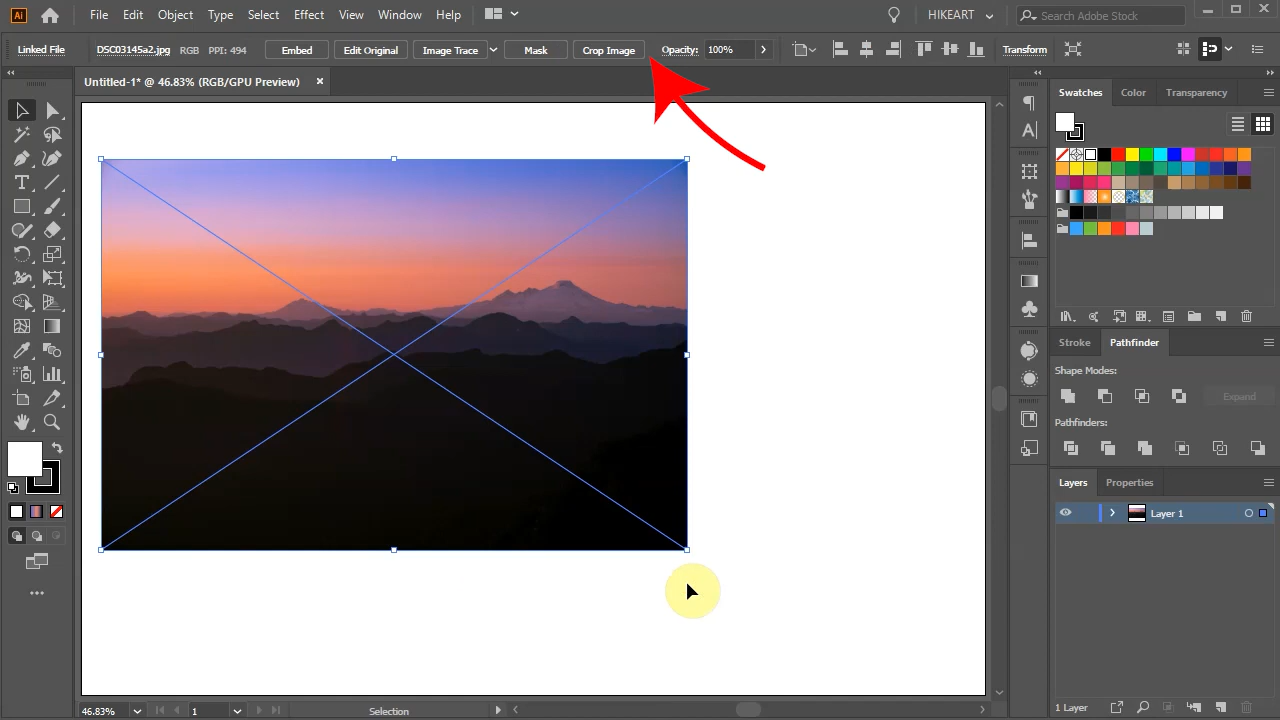 Ai File Edit Object Type Select Effect View Window Help HIKEART Search Adobe Stock
Linked File DSC03145a2.jpg RGB PPI: 494 Embed Edit Original Image Trace Mask Crop Image Opacity: 100% Transform
Untitled-1* @ 46.83% (RGB/GPU Preview) ×
Swatches Color Transparency
Stroke Pathfinder
Shape Modes:
Expand
Pathfinders:
Layers Properties
Layer 1
1 Layer
46.83% 1 Selection